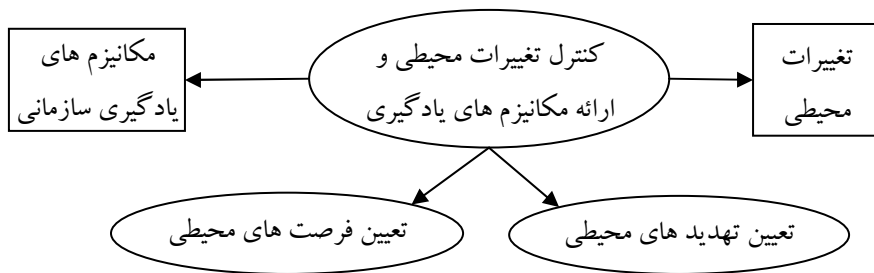 تغییرات
محیطی
کنترل تغییرات محیطی و
ارائه مکانیزم های یادگیری
مکانیزم های
یادگیری سازمانی
تعیین تهدید های محیطی
تعیین فرصت های محیطی